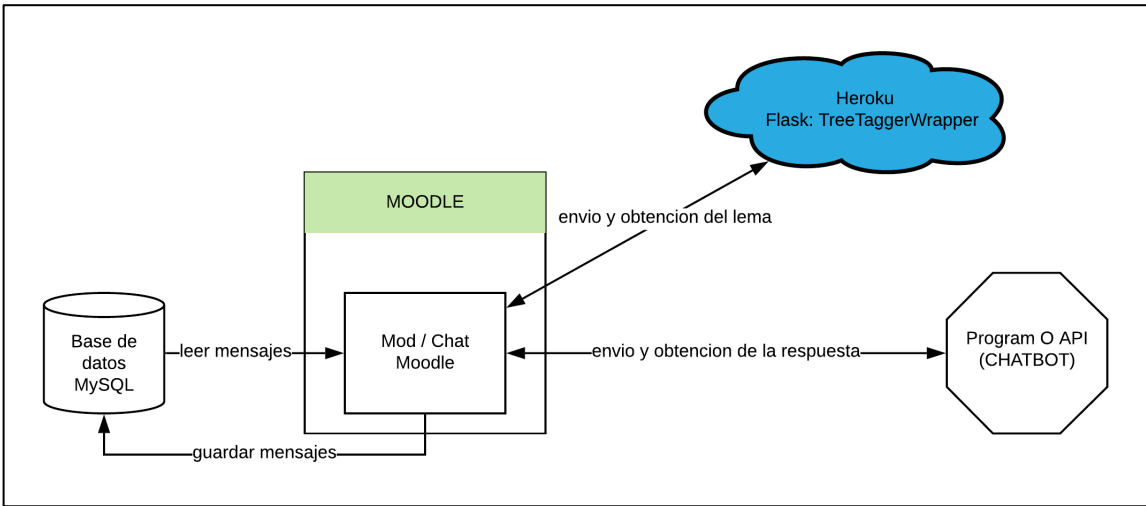 Heroku
Flask: TreeTaggerWrapper
MOODLE
envio y obtencion del lema
Base de
datos
MySQL
leer mensajes
Mod / Chat
Moodle
envio y obtencion de la respuesta
Program O API
(CHATBOT)
guardar mensajes